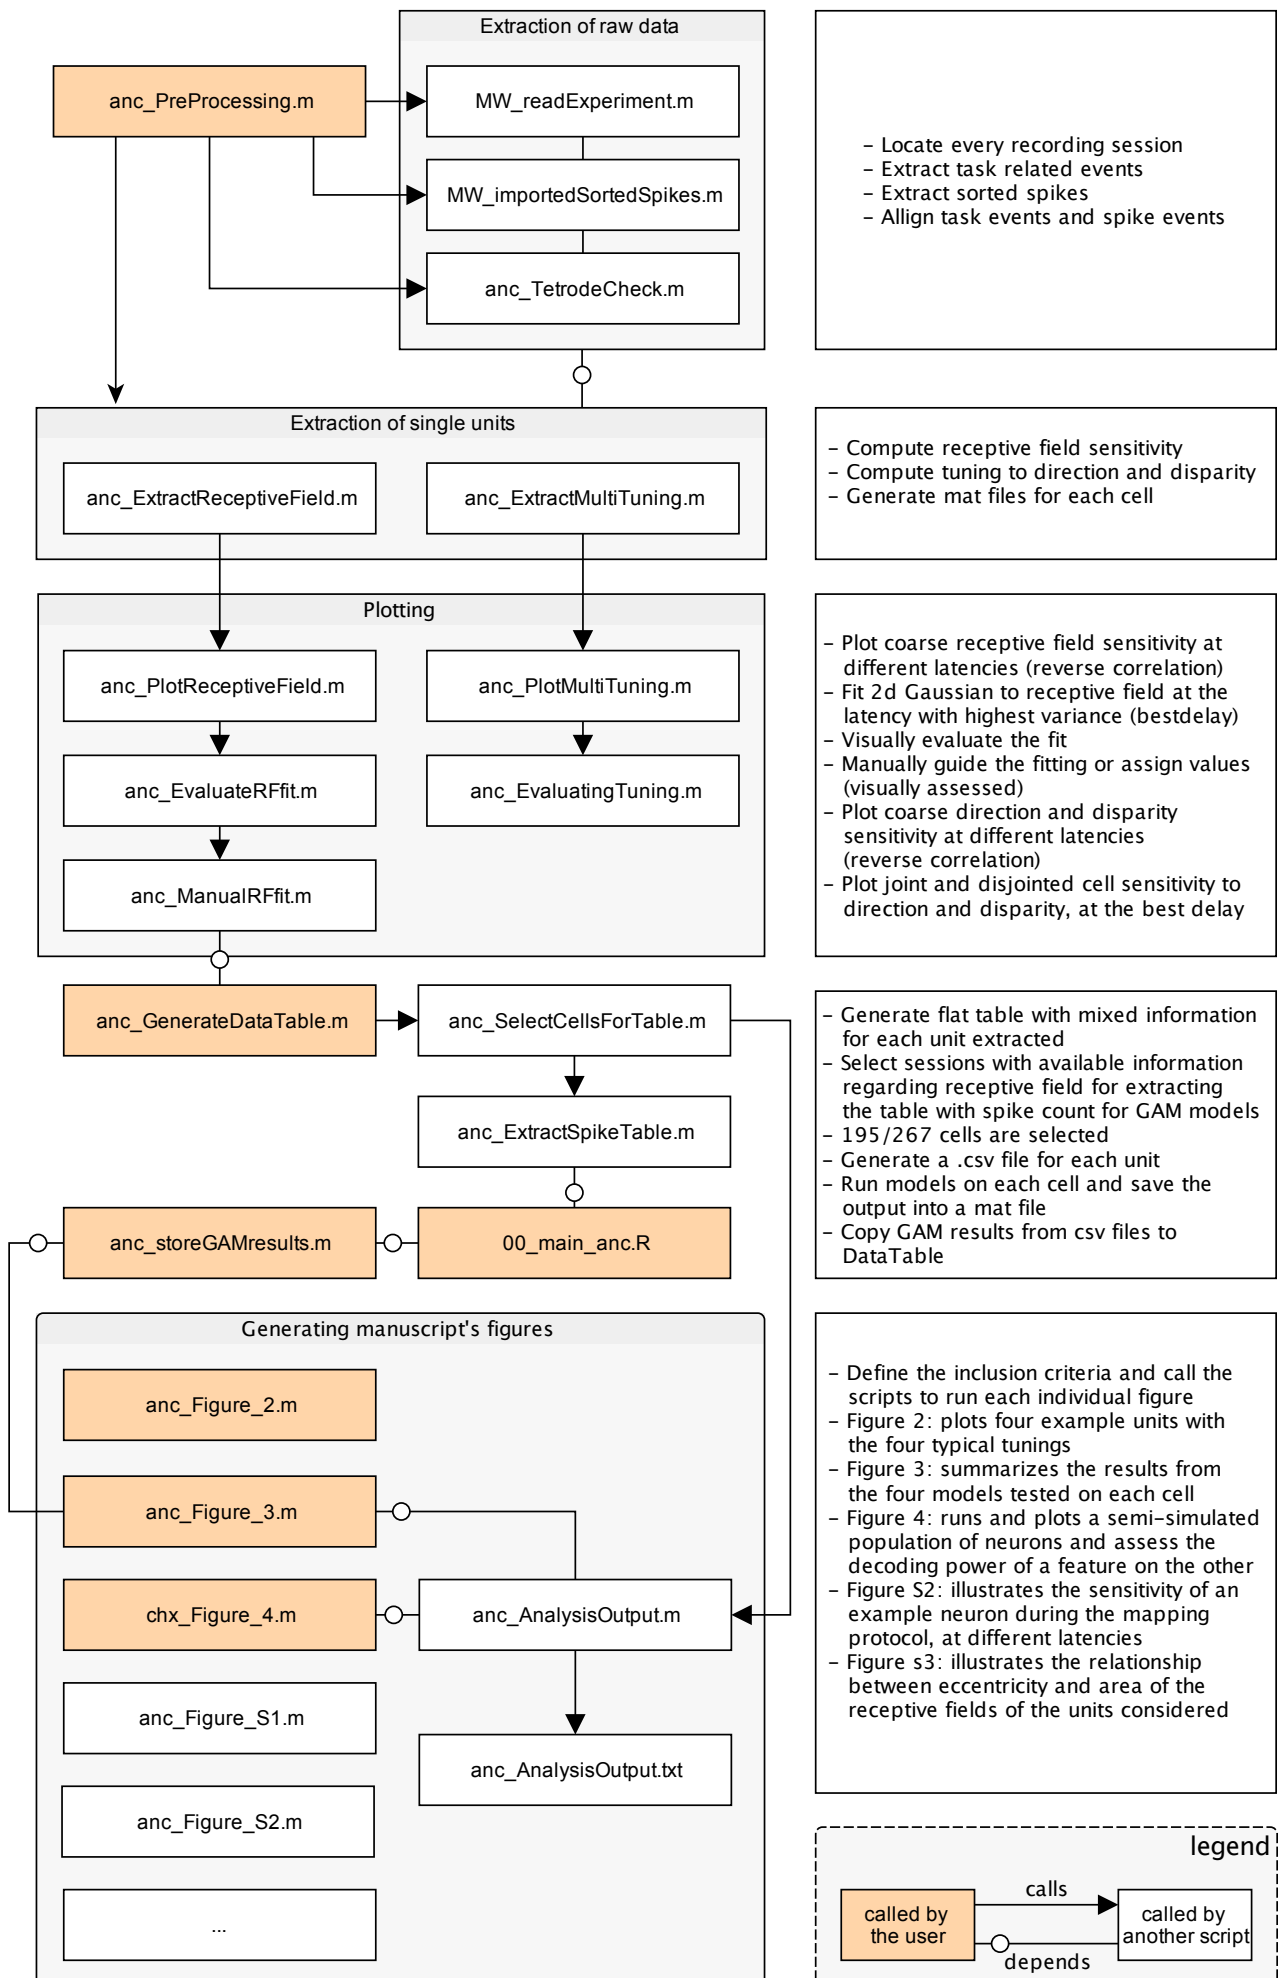 Extraction of raw data
anc_PreProcessing.m
MW_readExperiment.m
MW_importedSortedSpikes.m
anc_TetrodeCheck.m
– Locate every recording session
– Extract task related events
– Extract sorted spikes
– Allign task events and spike events
Extraction of single units
anc_ExtractReceptiveField.m
anc_ExtractMultiTuning.m
– Compute receptive field sensitivity
– Compute tuning to direction and disparity
– Generate mat files for each cell
Plotting
anc_PlotReceptiveField.m
anc_PlotMultiTuning.m
anc_EvaluateRFfit.m
anc_EvaluatingTuning.m
anc_ManualRFfit.m
– Plot coarse receptive field sensitivity at
different latencies (reverse correlation)
– Fit 2d Gaussian to receptive field at the
latency with highest variance (bestdelay)
– Visually evaluate the fit
– Manually guide the fitting or assign values
(visually assessed)
– Plot coarse direction and disparity
sensitivity at different latencies
(reverse correlation)
– Plot joint and disjointed cell sensitivity to
direction and disparity, at the best delay
anc_GenerateDataTable.m
anc_SelectCellsForTable.m
anc_ExtractSpikeTable.m
anc_storeGAMresults.m
00_main_anc.R
– Generate flat table with mixed information
for each unit extracted
– Select sessions with available information
regarding receptive field for extracting
the table with spike count for GAM models
– 195/267 cells are selected
– Generate a .csv file for each unit
– Run models on each cell and save the
output into a mat file
– Copy GAM results from csv files to
DataTable
Generating manuscript's figures
anc_Figure_2.m
anc_Figure_3.m
chx_Figure_4.m
anc_AnalysisOutput.m
anc_Figure_S1.m
anc_AnalysisOutput.txt
anc_Figure_S2.m
...
– Define the inclusion criteria and call the
scripts to run each individual figure
– Figure 2: plots four example units with
the four typical tunings
– Figure 3: summarizes the results from
the four models tested on each cell
– Figure 4: runs and plots a semi-simulated
population of neurons and assess the
decoding power of a feature on the other
– Figure S2: illustrates the sensitivity of an
example neuron during the mapping
protocol, at different latencies
– Figure s3: illustrates the relationship
between eccentricity and area of the
receptive fields of the units considered
legend
called by
the user
calls
depends
called by
another script